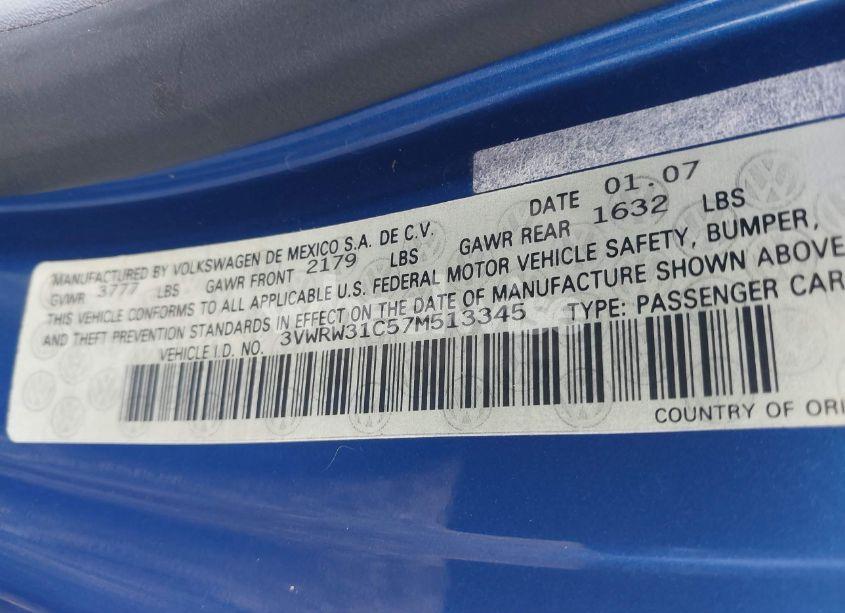 MANUFACTURED BY VOLKSWAGEN DE MEXICO S.A. DE C.V. DATE 01.07
GVWR 3777 LBS GAWR FRONT 2179 LBS GAWR REAR 1632 LBS
THIS VEHICLE CONFORMS TO ALL APPLICABLE U.S. FEDERAL MOTOR VEHICLE SAFETY, BUMPER,
AND THEFT PREVENTION STANDARDS IN EFFECT ON THE DATE OF MANUFACTURE SHOWN ABOVE
VEHICLE I.D. NO. 3VWRW31C57M513345 TYPE: PASSENGER CAR
COUNTRY OF ORI